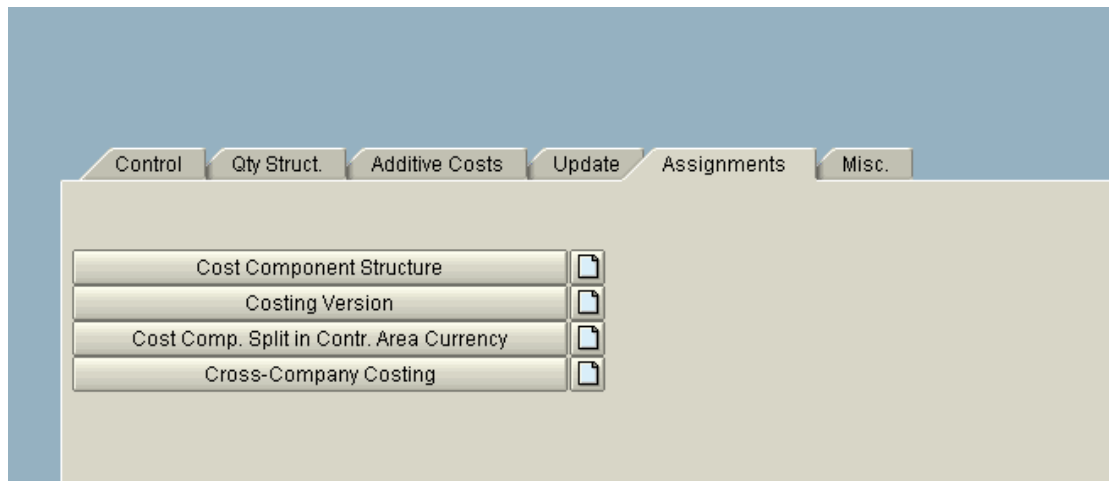 Control Qty Struct. Additive Costs Update Assignments Misc.
Cost Component Structure
Costing Version
Cost Comp. Split in Contr. Area Currency
Cross-Company Costing